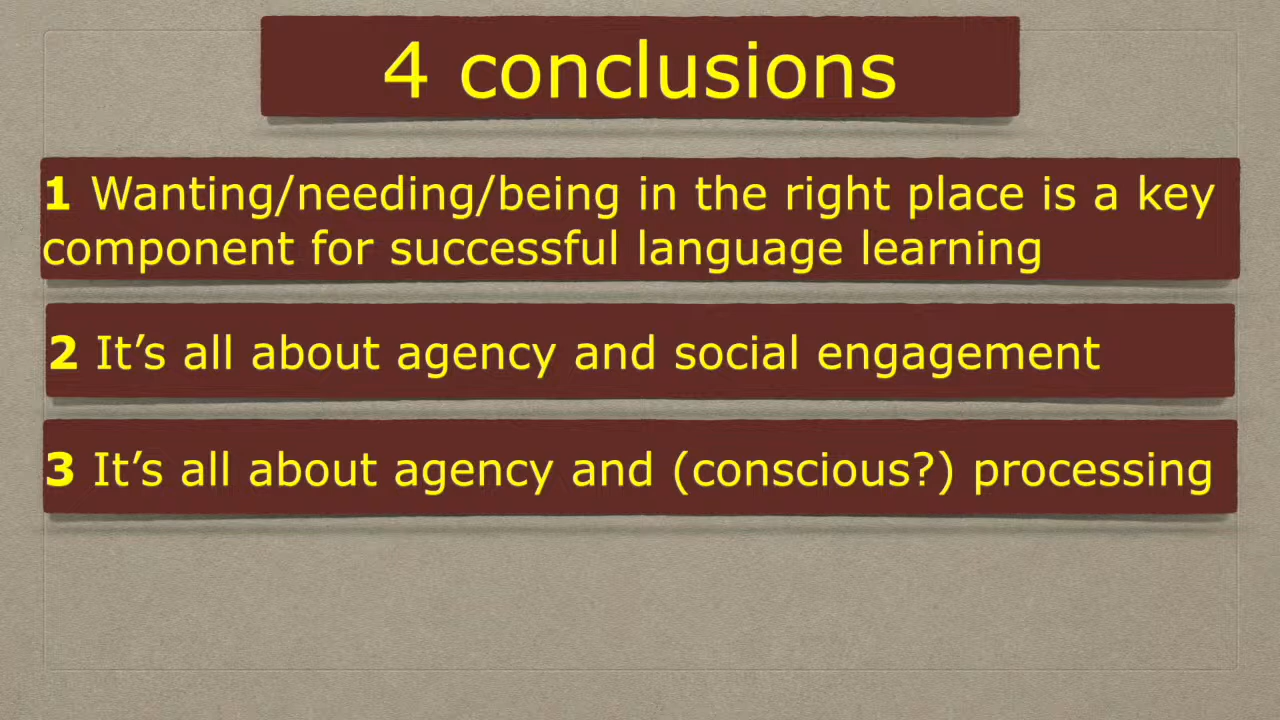 4 conclusions
1 Wanting/needing/being in the right place is a key
component for successful language learning
2 It’s all about agency and social engagement
3 It’s all about agency and (conscious?) processing